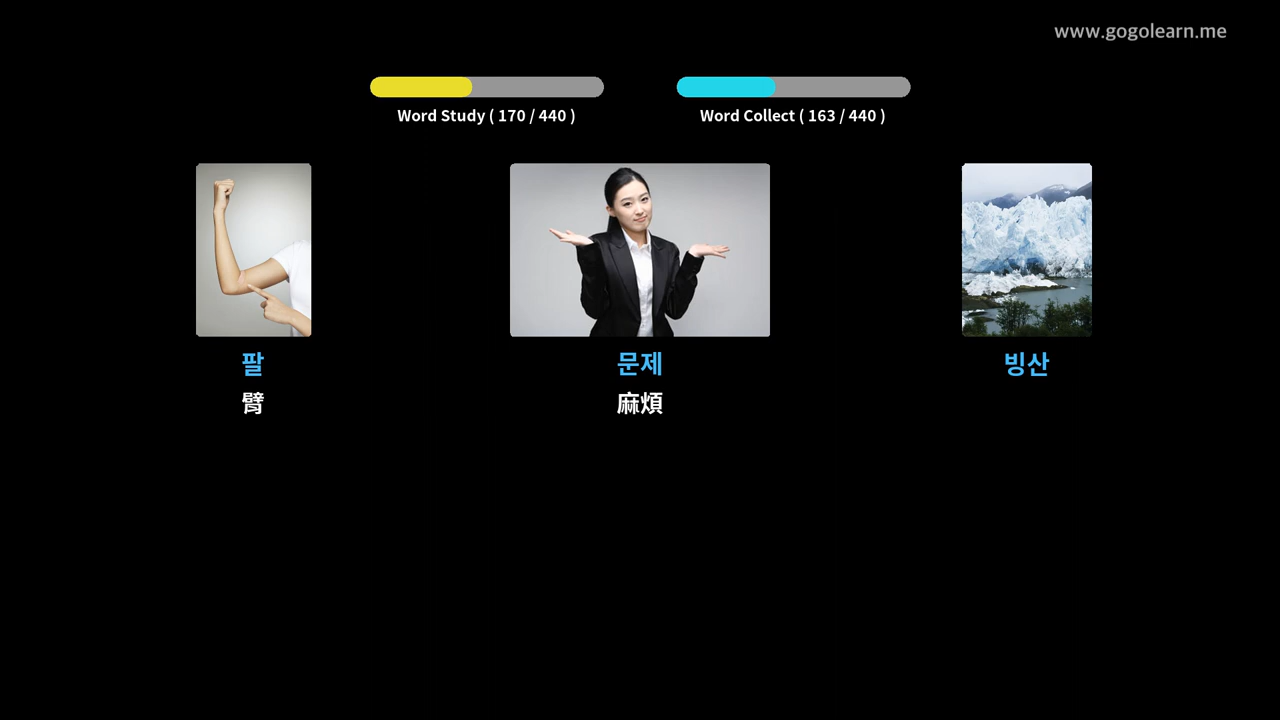 www.gogolearn.me
Word Study ( 170 / 440 )
Word Collect ( 163 / 440 )
팔
臂
문제
麻煩
빙산